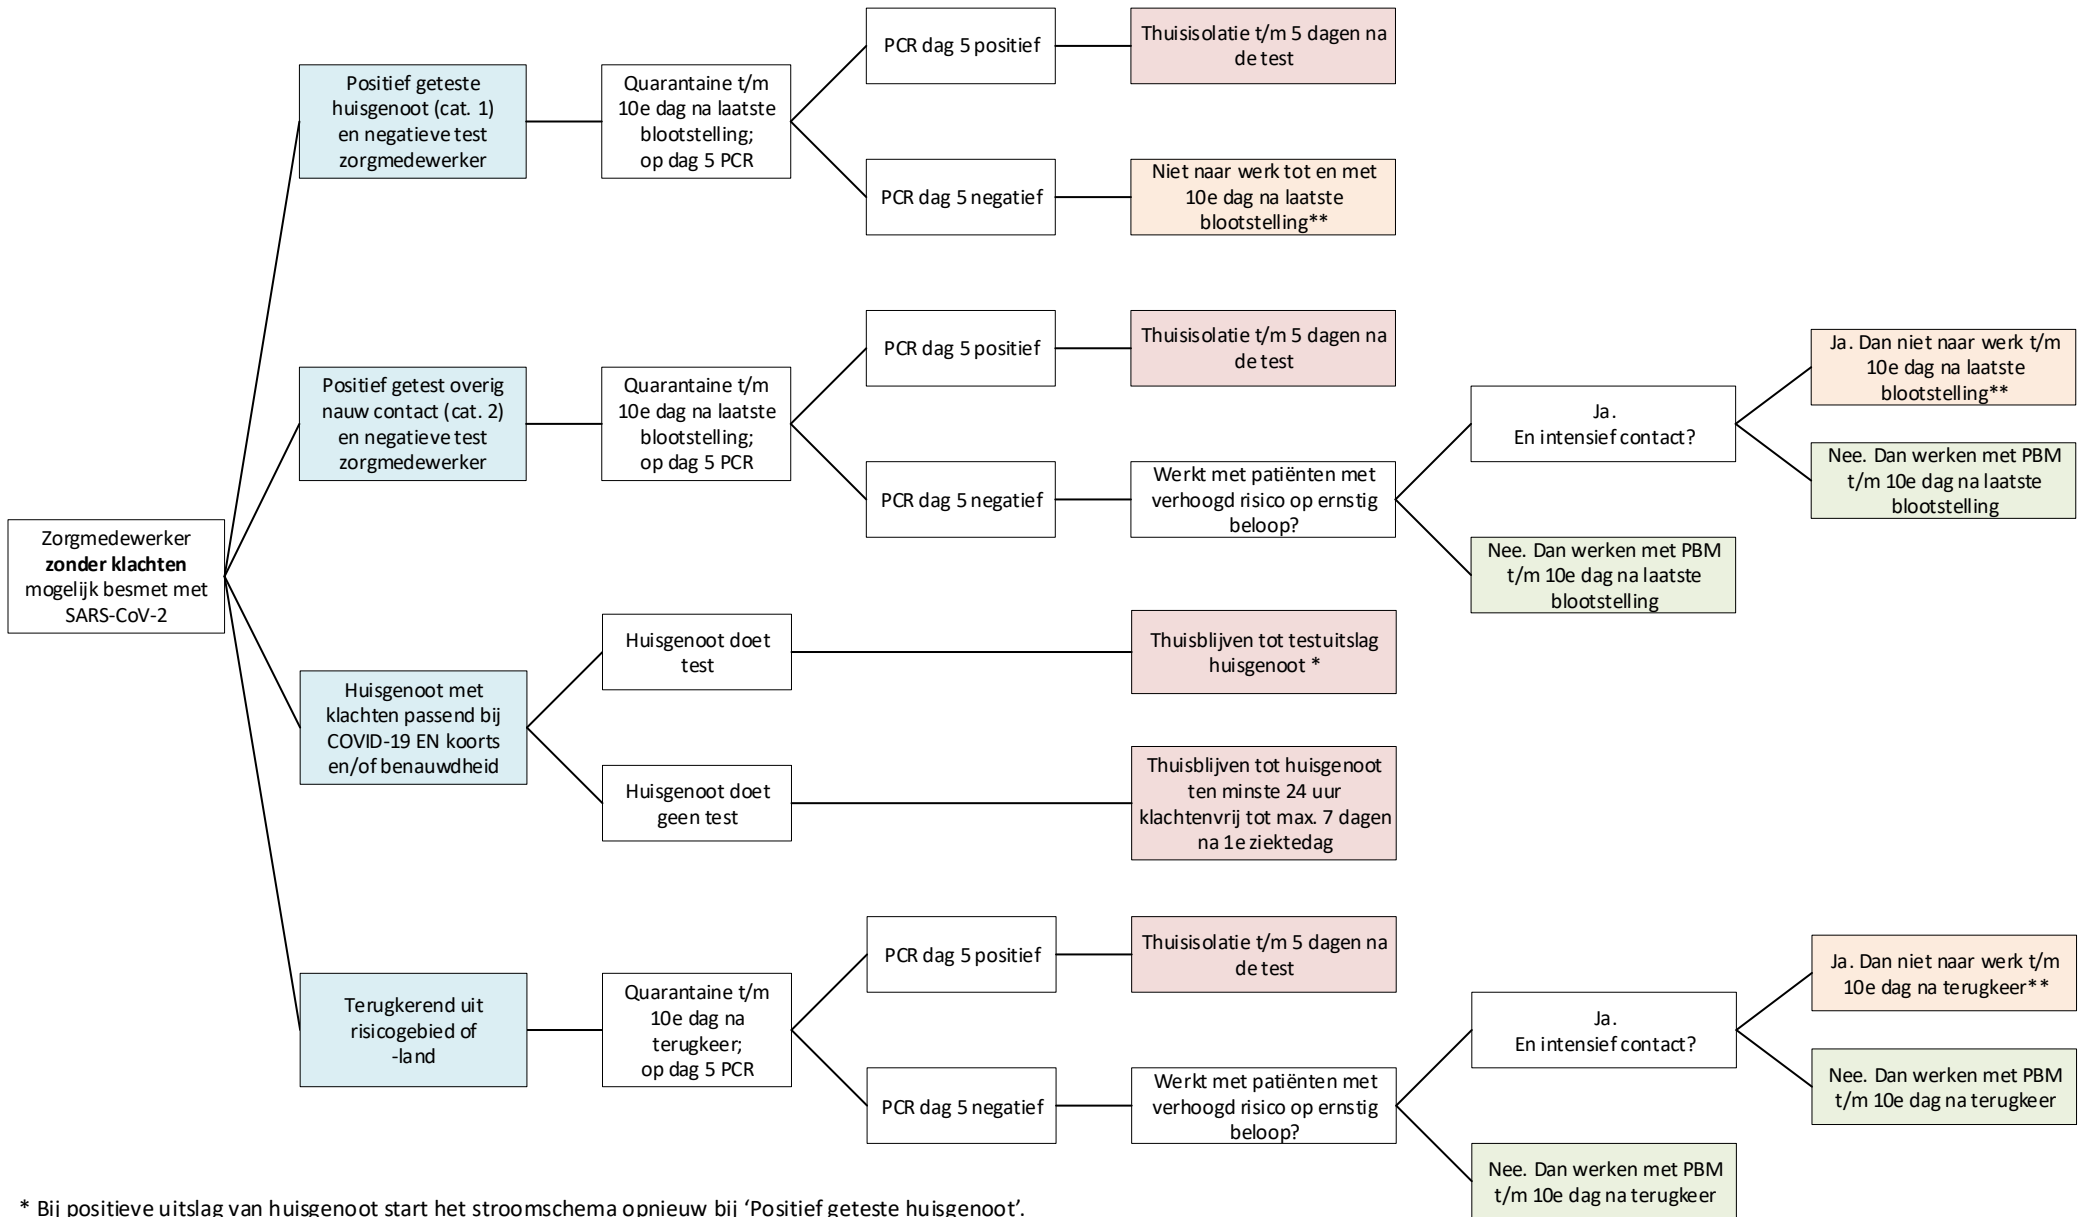 Zorgmedewerker
zonder klachten
mogelijk besmet met
SARS-CoV-2
Positief geteste
huisgenoot (cat. 1)
en negatieve test
zorgmedewerker
Quarantaine t/m
10e dag na laatste
blootstelling;
op dag 5 PCR
PCR dag 5 positief
Thuisisolatie t/m 5 dagen na
de test
PCR dag 5 negatief
Niet naar werk tot en met
10e dag na laatste
blootstelling**
Positief getest overig
nauw contact (cat. 2)
en negatieve test
zorgmedewerker
Quarantaine t/m
10e dag na laatste
blootstelling;
op dag 5 PCR
PCR dag 5 positief
Thuisisolatie t/m 5 dagen na
de test
PCR dag 5 negatief
Werkt met patiënten met
verhoogd risico op ernstig
beloop?
Ja.
En intensief contact?
Ja. Dan niet naar werk t/m
10e dag na laatste
blootstelling**
Nee. Dan werken met PBM
t/m 10e dag na laatste
blootstelling
Nee. Dan werken met PBM
t/m 10e dag na laatste
blootstelling
Huisgenoot met
klachten passend bij
COVID-19 EN koorts
en/of benauwdheid
Huisgenoot doet
test
Thuisblijven tot testuitslag
huisgenoot *
Huisgenoot doet
geen test
Thuisblijven tot huisgenoot
ten minste 24 uur
klachtenvrij tot max. 7 dagen
na 1e ziektedag
Terugkerend uit
risicogebied of
-land
Quarantaine t/m
10e dag na
terugkeer;
op dag 5 PCR
PCR dag 5 positief
Thuisisolatie t/m 5 dagen na
de test
PCR dag 5 negatief
Werkt met patiënten met
verhoogd risico op ernstig
beloop?
Ja.
En intensief contact?
Ja. Dan niet naar werk t/m
10e dag na terugkeer**
Nee. Dan werken met PBM
t/m 10e dag na terugkeer
Nee. Dan werken met PBM
t/m 10e dag na terugkeer
* Bij positieve uitslag van huisgenoot start het stroomschema opnieuw bij ‘Positief geteste huisgenoot’.